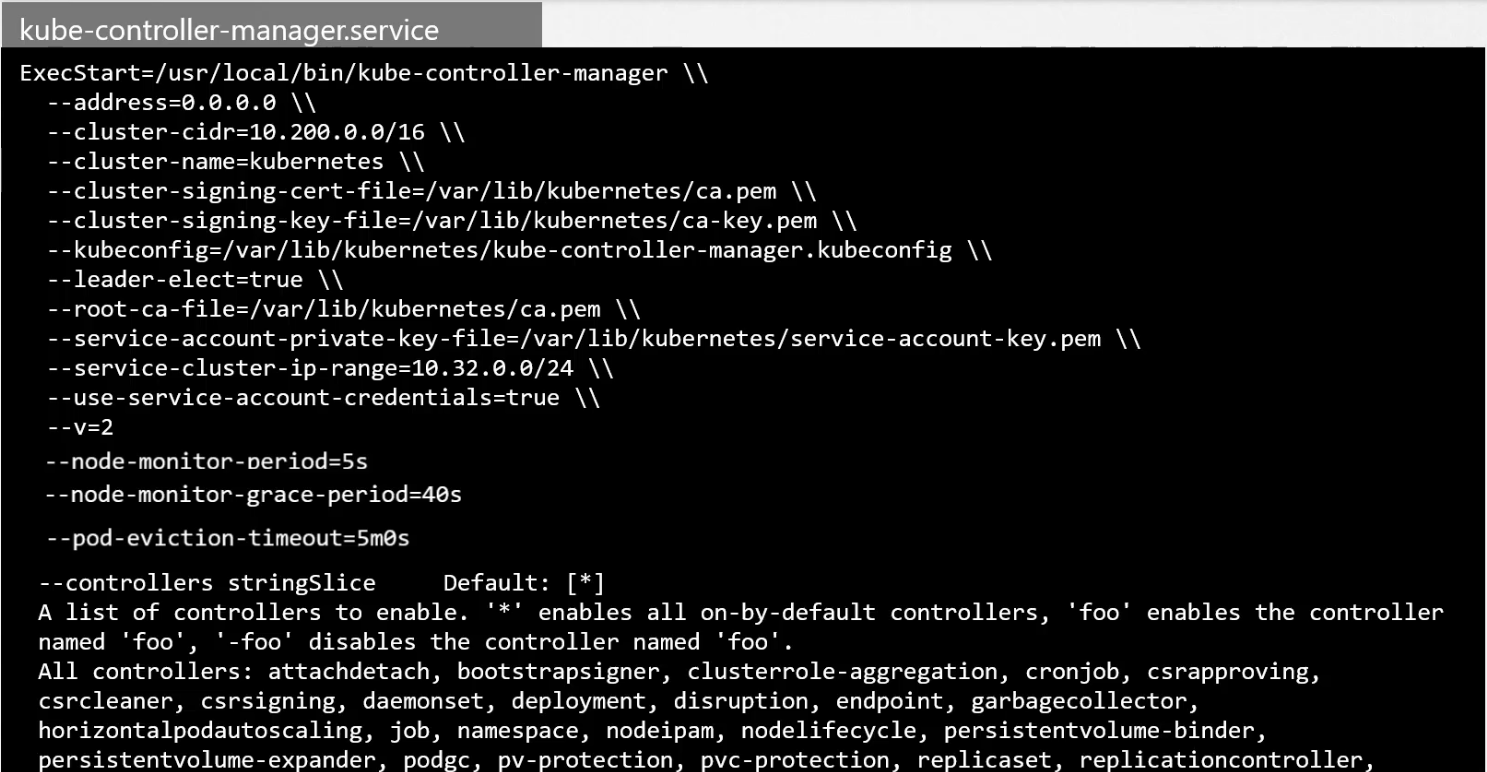 kube-controller-manager.service
ExecStart=/usr/local/bin/kube-controller-manager \\
--address=0.0.0.0 \\
--cluster-cidr=10.200.0.0/16 \\
--cluster-name=kubernetes \\
--cluster-signing-cert-file=/var/lib/kubernetes/ca.pem \\
--cluster-signing-key-file=/var/lib/kubernetes/ca-key.pem \\
--kubeconfig=/var/lib/kubernetes/kube-controller-manager.kubeconfig \\
--leader-elect=true \\
--root-ca-file=/var/lib/kubernetes/ca.pem \\
--service-account-private-key-file=/var/lib/kubernetes/service-account-key.pem \\
--service-cluster-ip-range=10.32.0.0/24 \\
--use-service-account-credentials=true \\
--v=2
--node-monitor-period=5s
--node-monitor-grace-period=40s
--pod-eviction-timeout=5m0s
--controllers stringSlice     Default: [*]
A list of controllers to enable. '*' enables all on-by-default controllers, 'foo' enables the controller
named 'foo', '-foo' disables the controller named 'foo'.
All controllers: attachdetach, bootstrapsigner, clusterrole-aggregation, cronjob, csrapproving,
csrcleaner, csrsigning, daemonset, deployment, disruption, endpoint, garbagecollector,
horizontalpodautoscaling, job, namespace, nodeipam, nodelifecycle, persistentvolume-binder,
persistentvolume-expander, podgc, pv-protection, pvc-protection, replicaset, replicationcontroller,